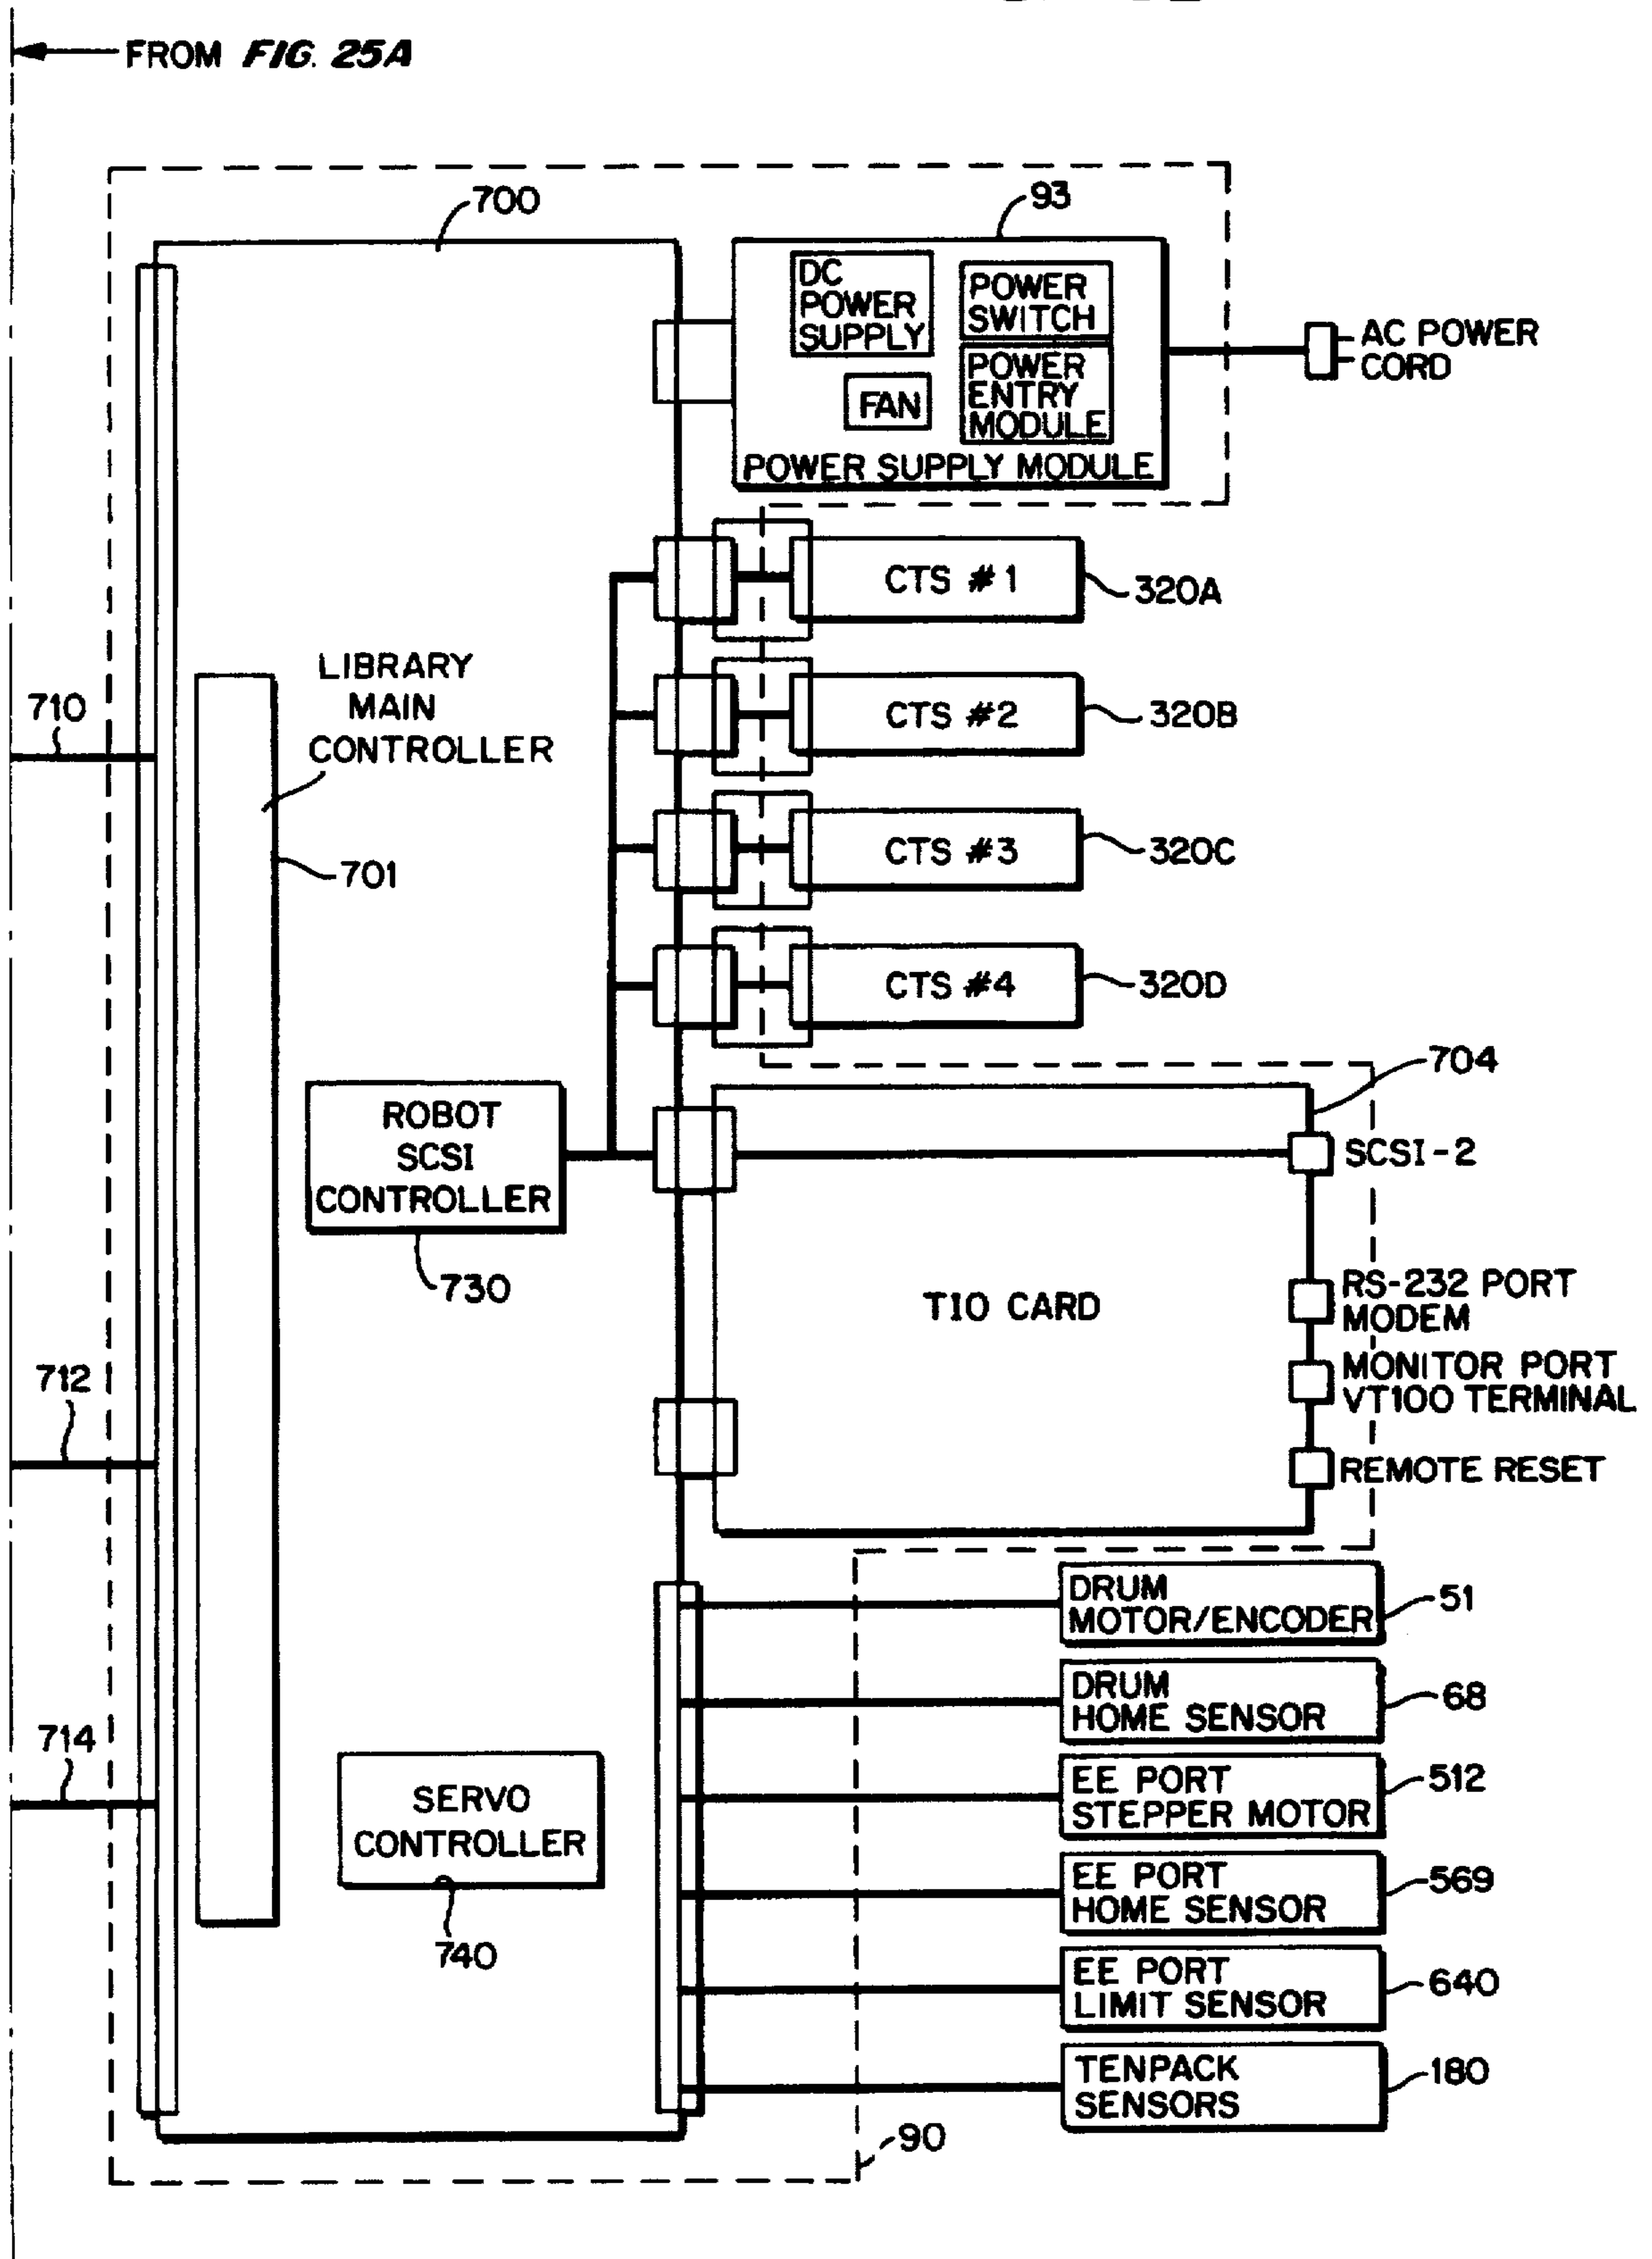 FROM FIG. 25A
700
93
DC
POWER
SUPPLY
POWER
SWITCH
POWER
ENTRY
MODULE
FAN
POWER SUPPLY MODULE
AC POWER
CORD
CTS #1
320A
CTS #2
320B
CTS #3
320C
CTS #4
320D
LIBRARY
MAIN
CONTROLLER
701
710
712
714
ROBOT
SCSI
CONTROLLER
730
704
SCSI-2
TIO CARD
RS-232 PORT
MODEM
MONITOR PORT
VT100 TERMINAL
REMOTE RESET
SERVO
CONTROLLER
740
DRUM
MOTOR/ENCODER
51
DRUM
HOME SENSOR
68
EE PORT
STEPPER MOTOR
512
EE PORT
HOME SENSOR
569
EE PORT
LIMIT SENSOR
640
TENPACK
SENSORS
180
90